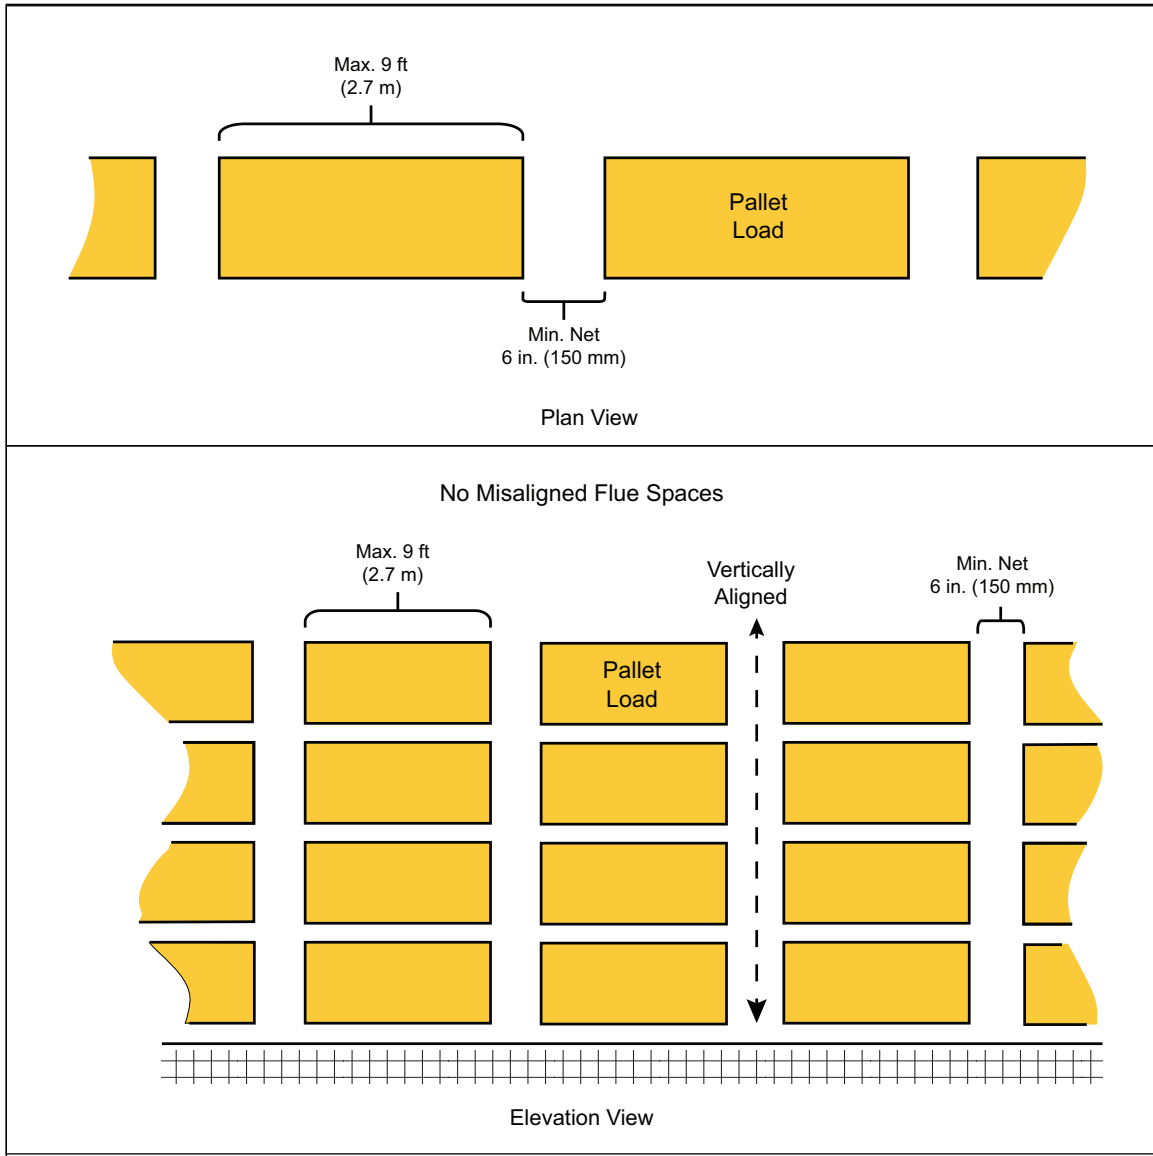 Max. 9 ft
(2.7 m)
Pallet
Load
Min. Net
6 in. (150 mm)
Plan View
No Misaligned Flue Spaces
Max. 9 ft
(2.7 m)
Vertically
Aligned
Min. Net
6 in. (150 mm)
Pallet
Load
Elevation View